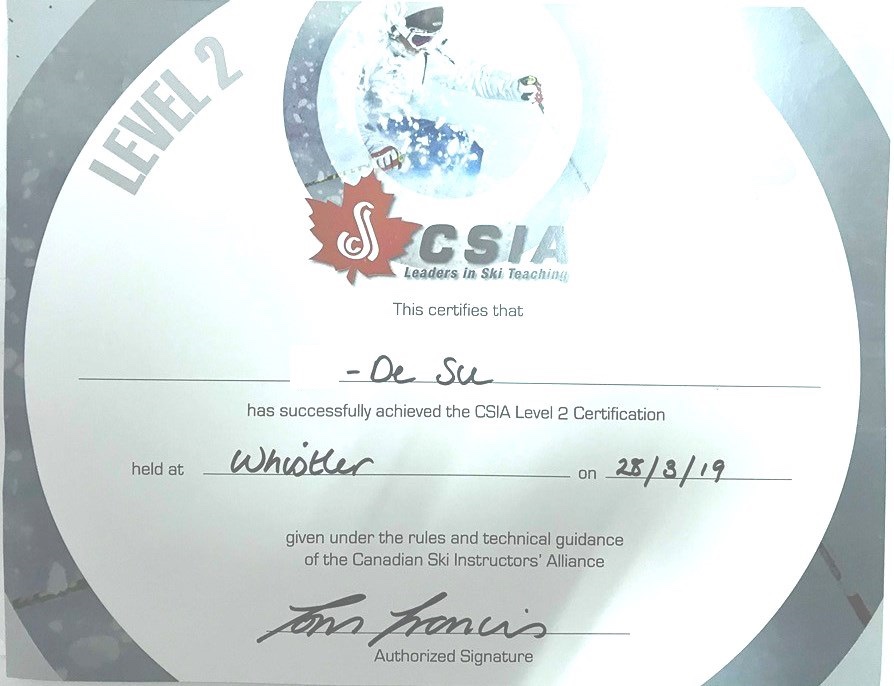 LEVEL 2
CSIA
Leaders in Ski Teaching
This certifies that
-De Su
has successfully achieved the CSIA Level 2 Certification
held at Whistler on 28/3/19
given under the rules and technical guidance
of the Canadian Ski Instructors' Alliance
Tom Francis
Authorized Signature